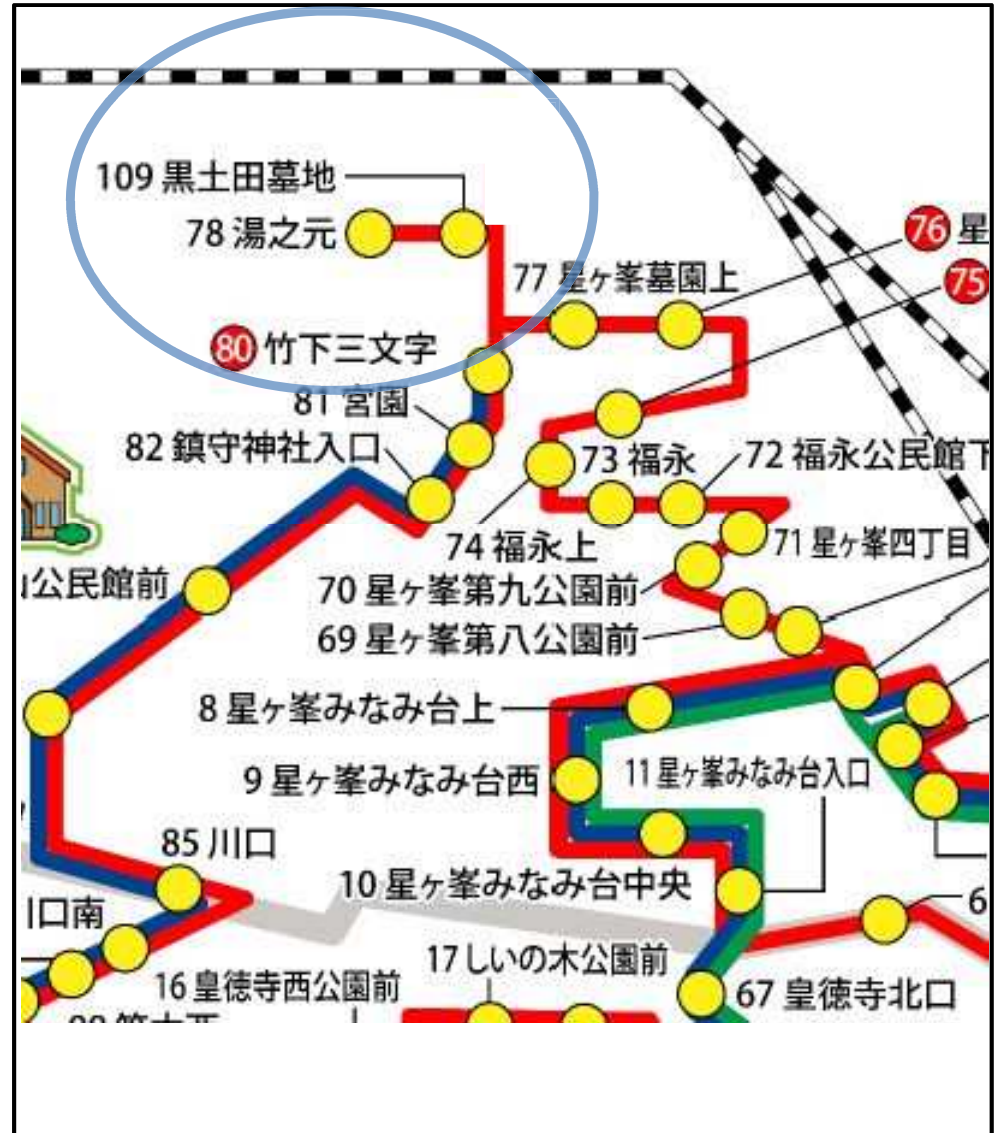 109 黒土田墓地
78 湯之元
76 星
75
77 星ヶ峯墓園上
80 竹下三文字
81 宮園
82 鎮守神社入口
73 福永
72 福永公民館下
74 福永上
71 星ヶ峯四丁目
公民館前
70 星ヶ峯第九公園前
69 星ヶ峯第八公園前
8 星ヶ峯みなみ台上
9 星ヶ峯みなみ台西
11 星ヶ峯みなみ台入口
85 川口
10 星ヶ峯みなみ台中央
6
口南
17 しいの木公園前
16 皇徳寺西公園前
67 皇徳寺北口